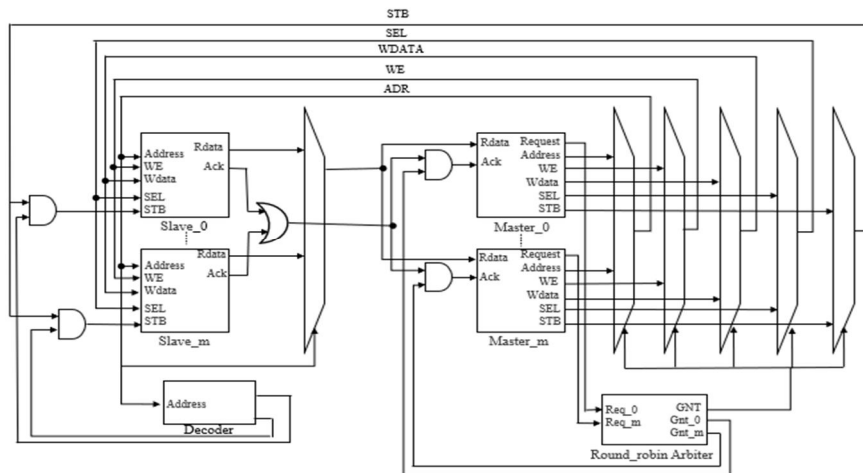 STB
SEL
WDATA
WE
ADR
Address
WE
Wdata
SEL
STB
Rdata
Ack
Slave_0
Address
WE
Wdata
SEL
STB
Rdata
Ack
Slave_m
Address
Decoder
Rdata
Ack
Request
Address
WE
Wdata
SEL
STB
Master_0
Rdata
Ack
Request
Address
WE
Wdata
SEL
STB
Master_m
Req_0
Req_m
GNT
Gnt_0
Gnt_m
Round_robin Arbiter